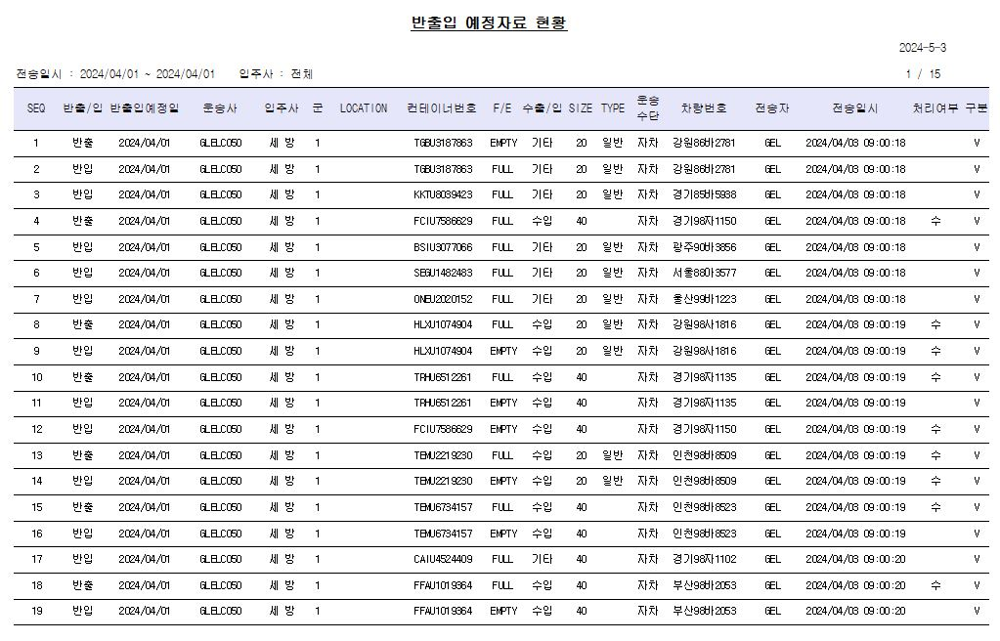 반출입 예정자료 현황
2024-5-3
전송일시 : 2024/04/01 ~ 2024/04/01 입주사 : 전체 1 / 15
SEQ 반출/입 반출입예정일 운송사 입주사 군 LOCATION 컨테이너번호 F/E 수출/입 SIZE TYPE 운송수단 차량번호 전송자 전송일시 처리여부 구분
1 반출 2024/04/01 GLELC050 세 방 1 TGBU3187863 EMPTY 기타 20 일반 자차 강원86바2781 GEL 2024/04/03 09:00:18 V
2 반입 2024/04/01 GLELC050 세 방 1 TGBU3187863 FULL 기타 20 일반 자차 강원86바2781 GEL 2024/04/03 09:00:18 V
3 반입 2024/04/01 GLELC050 세 방 1 KKTU8039423 FULL 기타 20 일반 자차 경기85바5938 GEL 2024/04/03 09:00:18 V
4 반출 2024/04/01 GLELC050 세 방 1 FCIU7586629 FULL 수입 40 자차 경기98자1150 GEL 2024/04/03 09:00:18 수 V
5 반입 2024/04/01 GLELC050 세 방 1 BSIU3077066 FULL 기타 20 일반 자차 광주90바3856 GEL 2024/04/03 09:00:18 V
6 반입 2024/04/01 GLELC050 세 방 1 SEGU1482483 FULL 기타 20 일반 자차 서울88아3577 GEL 2024/04/03 09:00:18 V
7 반입 2024/04/01 GLELC050 세 방 1 ONEU2020152 FULL 기타 20 일반 자차 울산99바1223 GEL 2024/04/03 09:00:18 V
8 반출 2024/04/01 GLELC050 세 방 1 HLXU1074904 FULL 수입 20 일반 자차 강원98사1816 GEL 2024/04/03 09:00:19 수 V
9 반입 2024/04/01 GLELC050 세 방 1 HLXU1074904 EMPTY 수입 20 일반 자차 강원98사1816 GEL 2024/04/03 09:00:19 수 V
10 반출 2024/04/01 GLELC050 세 방 1 TRHU6512261 FULL 수입 40 자차 경기98자1135 GEL 2024/04/03 09:00:19 수 V
11 반입 2024/04/01 GLELC050 세 방 1 TRHU6512261 EMPTY 수입 40 자차 경기98자1135 GEL 2024/04/03 09:00:19 V
12 반입 2024/04/01 GLELC050 세 방 1 FCIU7586629 EMPTY 수입 40 자차 경기98자1150 GEL 2024/04/03 09:00:19 수 V
13 반출 2024/04/01 GLELC050 세 방 1 TEMU2219230 FULL 수입 20 일반 자차 인천98바8509 GEL 2024/04/03 09:00:19 수 V
14 반입 2024/04/01 GLELC050 세 방 1 TEMU2219230 EMPTY 수입 20 일반 자차 인천98바8509 GEL 2024/04/03 09:00:19 수 V
15 반출 2024/04/01 GLELC050 세 방 1 TEMU6734157 FULL 수입 40 자차 인천98바8523 GEL 2024/04/03 09:00:19 수 V
16 반입 2024/04/01 GLELC050 세 방 1 TEMU6734157 EMPTY 수입 40 자차 인천98바8523 GEL 2024/04/03 09:00:19 V
17 반입 2024/04/01 GLELC050 세 방 1 CAIU4524409 FULL 기타 40 자차 경기98자1102 GEL 2024/04/03 09:00:20 V
18 반출 2024/04/01 GLELC050 세 방 1 FFAU1019364 FULL 수입 40 자차 부산98바2053 GEL 2024/04/03 09:00:20 수 V
19 반입 2024/04/01 GLELC050 세 방 1 FFAU1019364 EMPTY 수입 40 자차 부산98바2053 GEL 2024/04/03 09:00:20 V